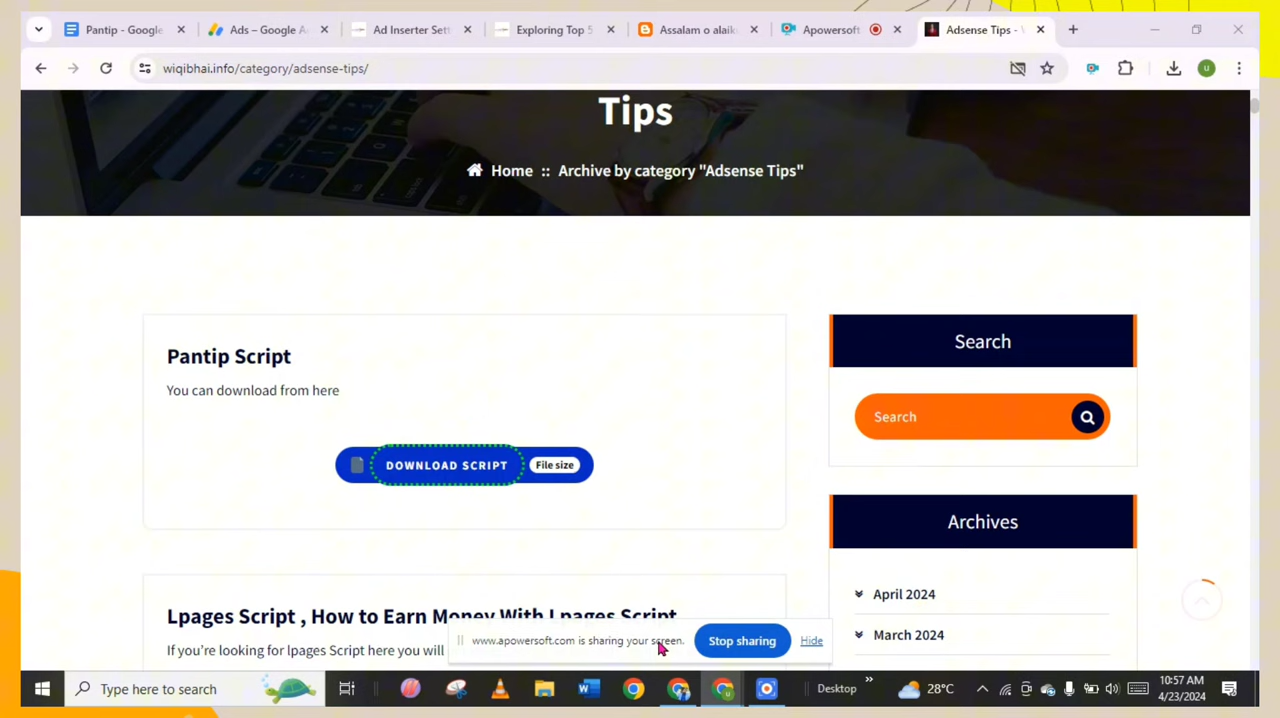 Pantip - Google
Ads – Google A
Ad Inserter Sett
Exploring Top 5
Assalam o alaik
Apowersoft
Adsense Tips -
wiqibhai.info/category/adsense-tips/
u
Tips
Home :: Archive by category "Adsense Tips"
Pantip Script
You can download from here
DOWNLOAD SCRIPT
File size
Search
Search
Archives
April 2024
March 2024
Lpages Script , How to Earn Money With Lpages Script
If you're looking for lpages Script here you will
www.apowersoft.com is sharing your screen.
Stop sharing
Hide
Type here to search
Desktop
28°C
10:57 AM
4/23/2024